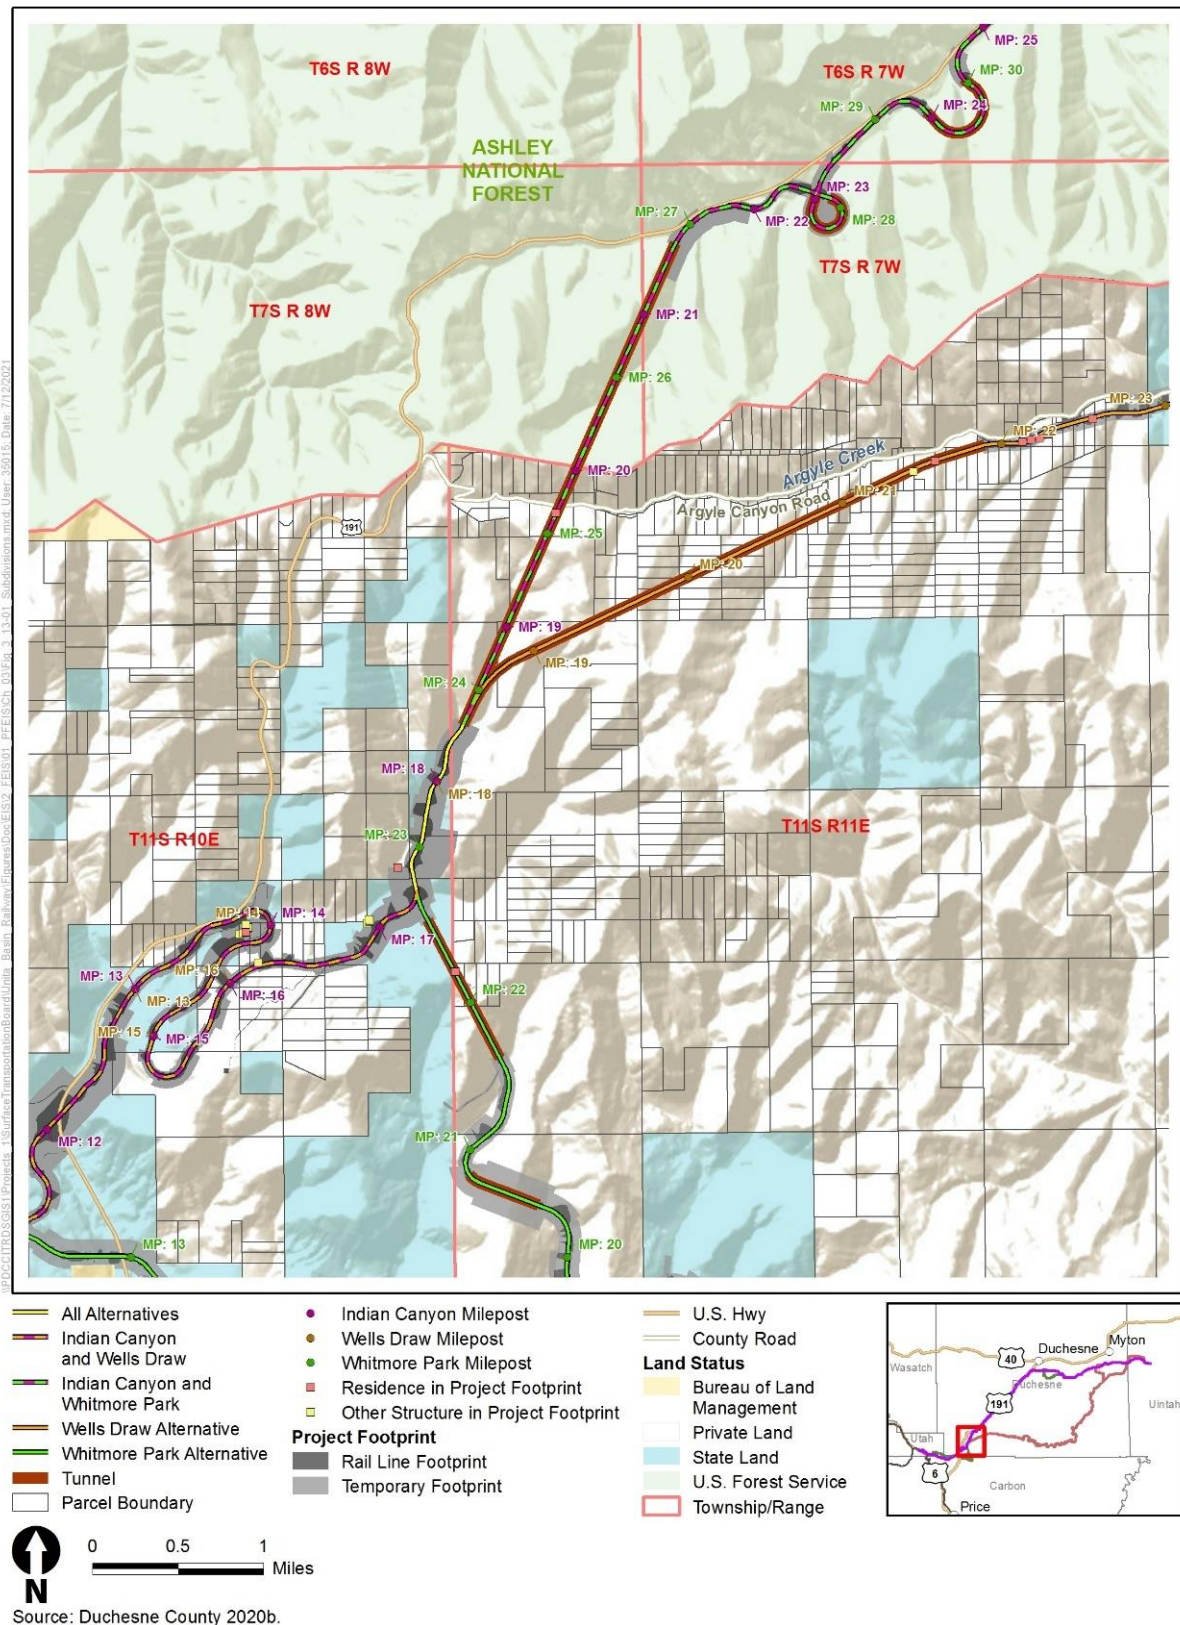 MP: 25
T6S R 8W
T6S R 7W
MP: 30
MP: 29
MP: 24
ASHLEY
NATIONAL
FOREST
MP: 23
MP: 27
MP: 22
MP: 28
T7S R 7W
T7S R 8W
MP: 21
MP: 26
MP: 23
MP: 22
Argyle Creek
MP: 20
MP: 21
Argyle Canyon Road
191
MP: 25
MP: 20
MP: 19
MP: 19
MP: 24
MP: 18
MP: 18
MP: 23
T11S R10E
T11S R11E
MP: 14
MP: 14
MP: 17
MP: 13
MP: 16
MP: 16
MP: 13
MP: 22
MP: 15
MP: 15
MP: 12
MP: 21
MP: 13
MP: 20
All Alternatives
Indian Canyon
and Wells Draw
Indian Canyon and
Whitmore Park
Wells Draw Alternative
Whitmore Park Alternative
Tunnel
Parcel Boundary
Indian Canyon Milepost
Wells Draw Milepost
Whitmore Park Milepost
Residence in Project Footprint
Other Structure in Project Footprint
Project Footprint
Rail Line Footprint
Temporary Footprint
U.S. Hwy
County Road
Land Status
Bureau of Land
Management
Private Land
State Land
U.S. Forest Service
Township/Range
Wasatch
40
Duchesne
Myton
Duchesne
191
Uintah
Utah
6
Carbon
Price
N
0 0.5 1
Miles
Source: Duchesne County 2020b.